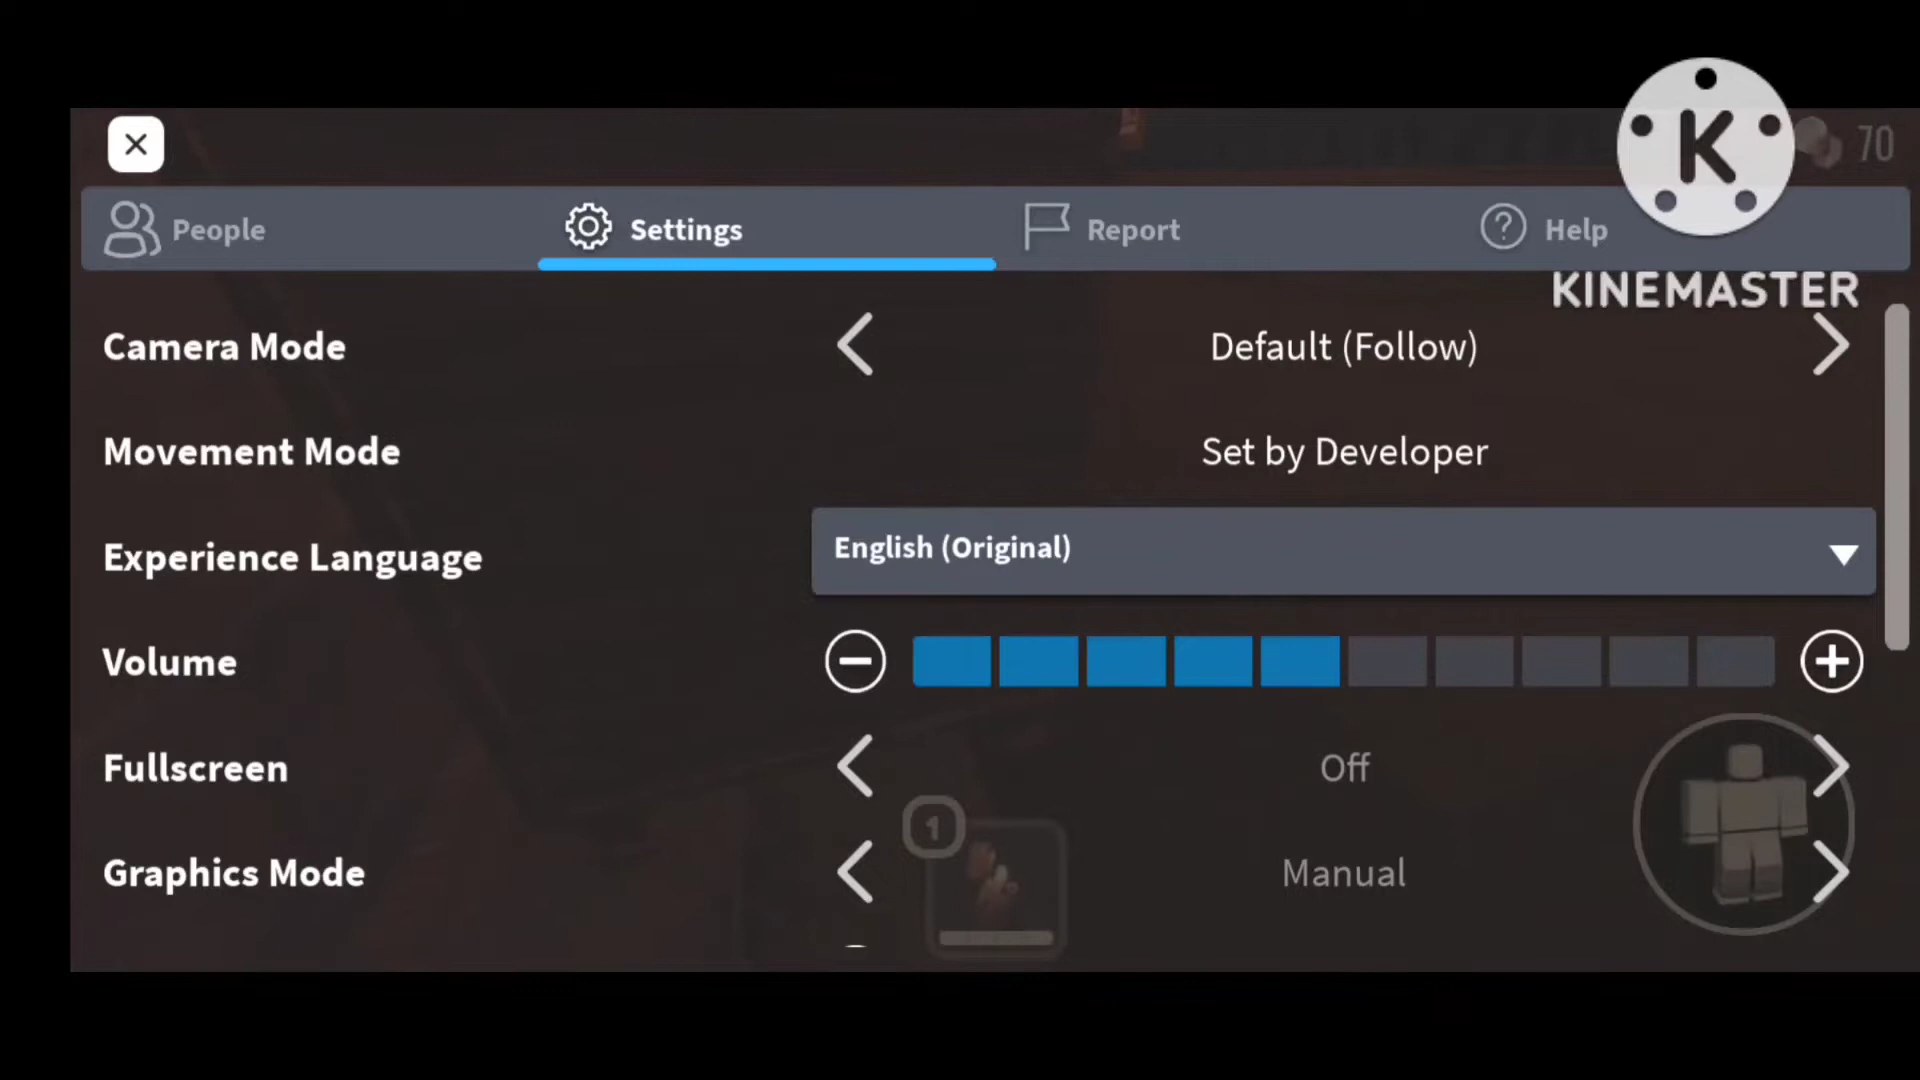 70
K
People
Settings
Report
Help
KINEMASTER
Camera Mode
Default (Follow)
Movement Mode
Set by Developer
Experience Language
English (Original)
Volume
Fullscreen
Off
1
Graphics Mode
Manual